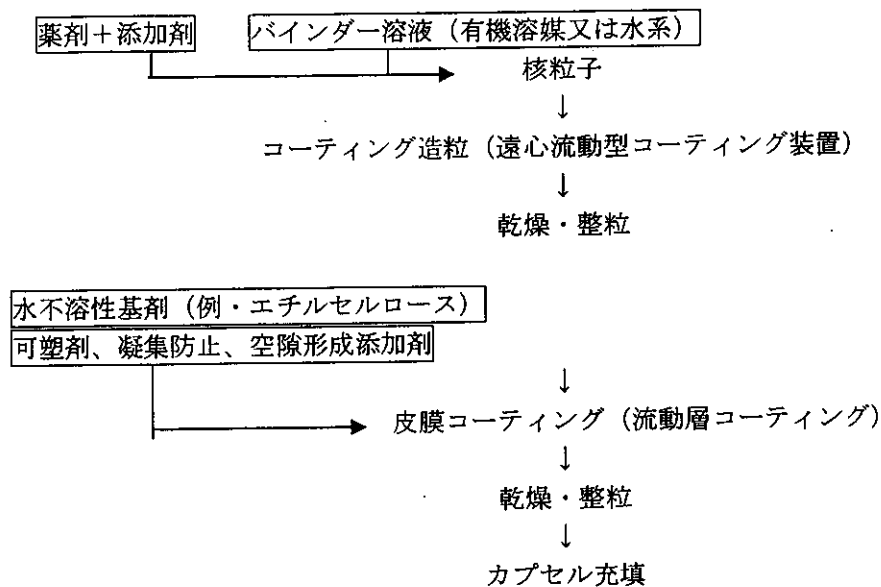 薬剤+添加剤
バインダー溶液(有機溶媒又は水系)
核粒子
↓
コーティング造粒(遠心流動型コーティング装置)
↓
乾燥・整粒
水不溶性基剤(例・エチルセルロース)
可塑剤、凝集防止、空隙形成添加剤
↓
皮膜コーティング(流動層コーティング)
↓
乾燥・整粒
↓
カプセル充填